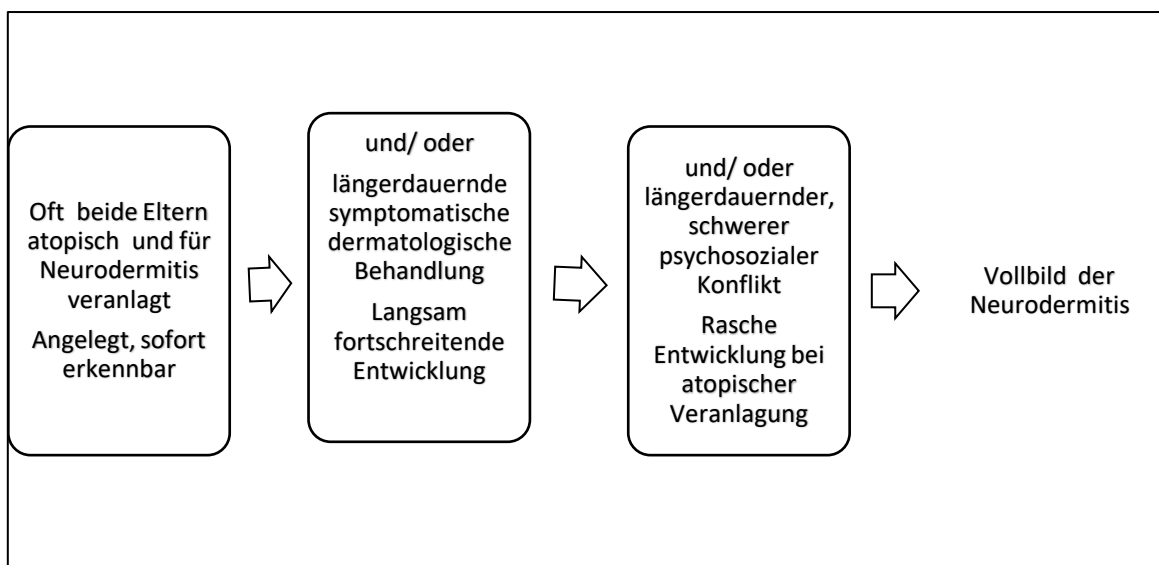 Oft beide Eltern
atopisch und für
Neurodermitis
veranlagt
Angelegt, sofort
erkennbar
und/ oder
längerdauernde
symptomatische
dermatologische
Behandlung
Langsam
fortschreitende
Entwicklung
und/ oder
längerdauernder,
schwerer
psychosozialer
Konflikt
Rasche
Entwicklung bei
atopischer
Veranlagung
Vollbild der
Neurodermitis